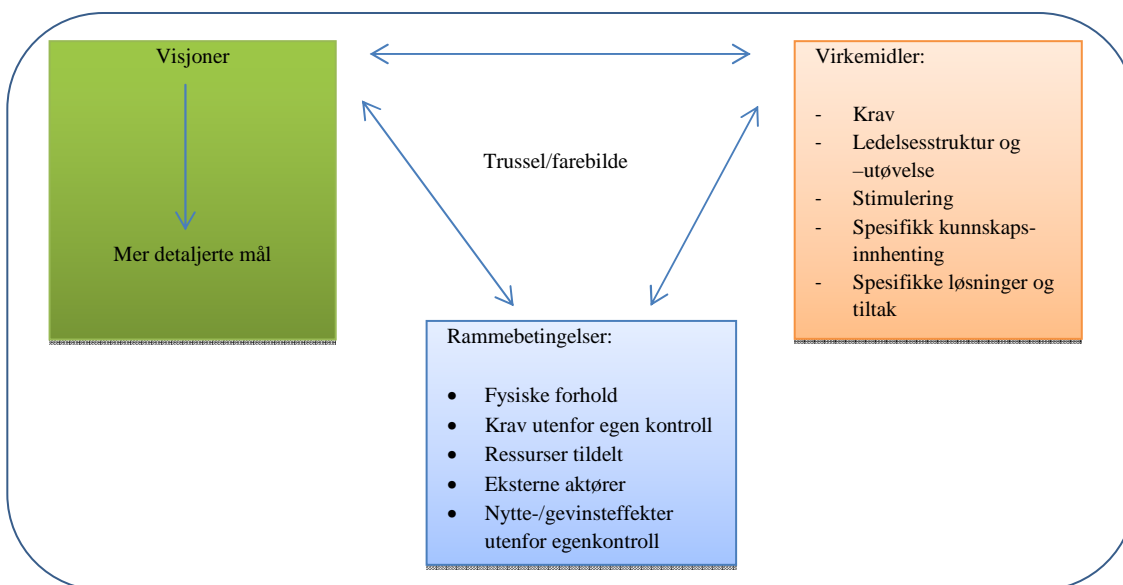 Visjoner
Mer detaljerte mål
Trussel/farebilde
Virkemidler:
- Krav
- Ledelsesstruktur og
–utøvelse
- Stimulering
- Spesifikk kunnskaps-
innhenting
- Spesifikke løsninger og
tiltak
Rammebetingelser:
• Fysiske forhold
• Krav utenfor egen kontroll
• Ressurser tildelt
• Eksterne aktører
• Nytte-/gevinsteffekter
utenfor egenkontroll